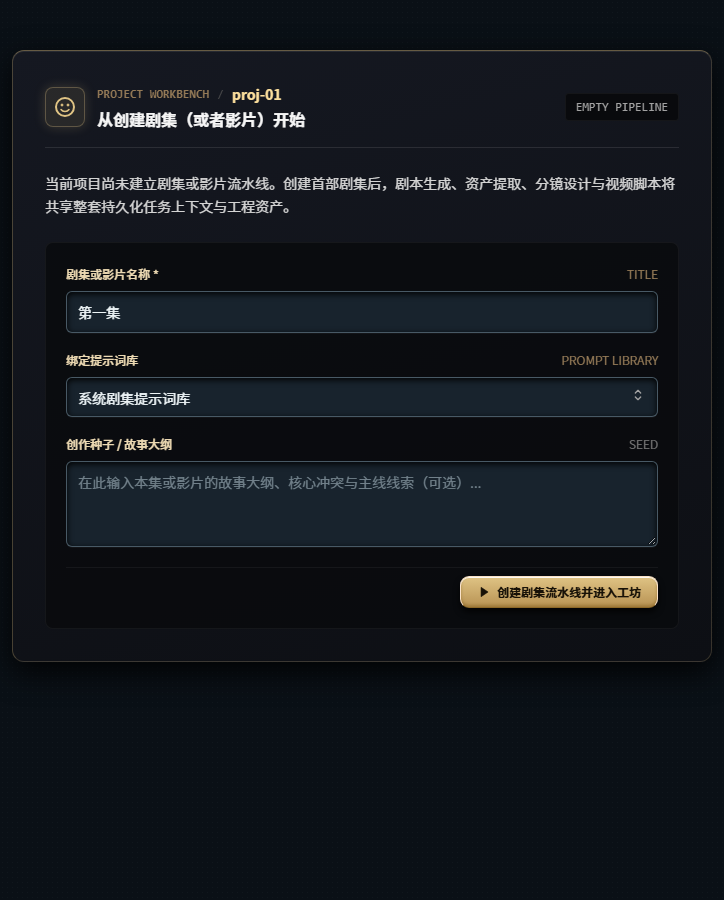 PROJECT WORKBENCH / proj-01
从创建剧集（或者影片）开始
EMPTY PIPELINE
当前项目尚未建立剧集或影片流水线。创建首部剧集后，剧本生成、资产提取、分镜设计与视频脚本将
共享整套持久化任务上下文与工程资产。
剧集或影片名称 * TITLE
第一集
绑定提示词库 PROMPT LIBRARY
系统剧集提示词库
创作种子 / 故事大纲 SEED
在此输入本集或影片的故事大纲、核心冲突与主线线索（可选）...
创建剧集流水线并进入工坊